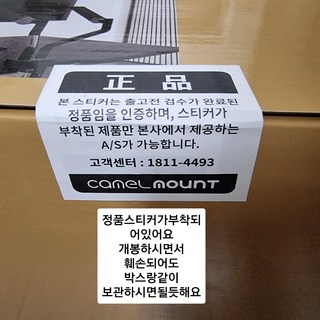 正品
본 스티커는 출고전 검수가 완료된
정품임을 인증하며, 스티커가
부착된 제품만 본사에서 제공하는
A/S가 가능합니다.
고객센터 : 1811-4493
camel mount
정품스티커가부착되
어있어요
개봉하시면서
훼손되어도
박스랑같이
보관하시면될듯해요